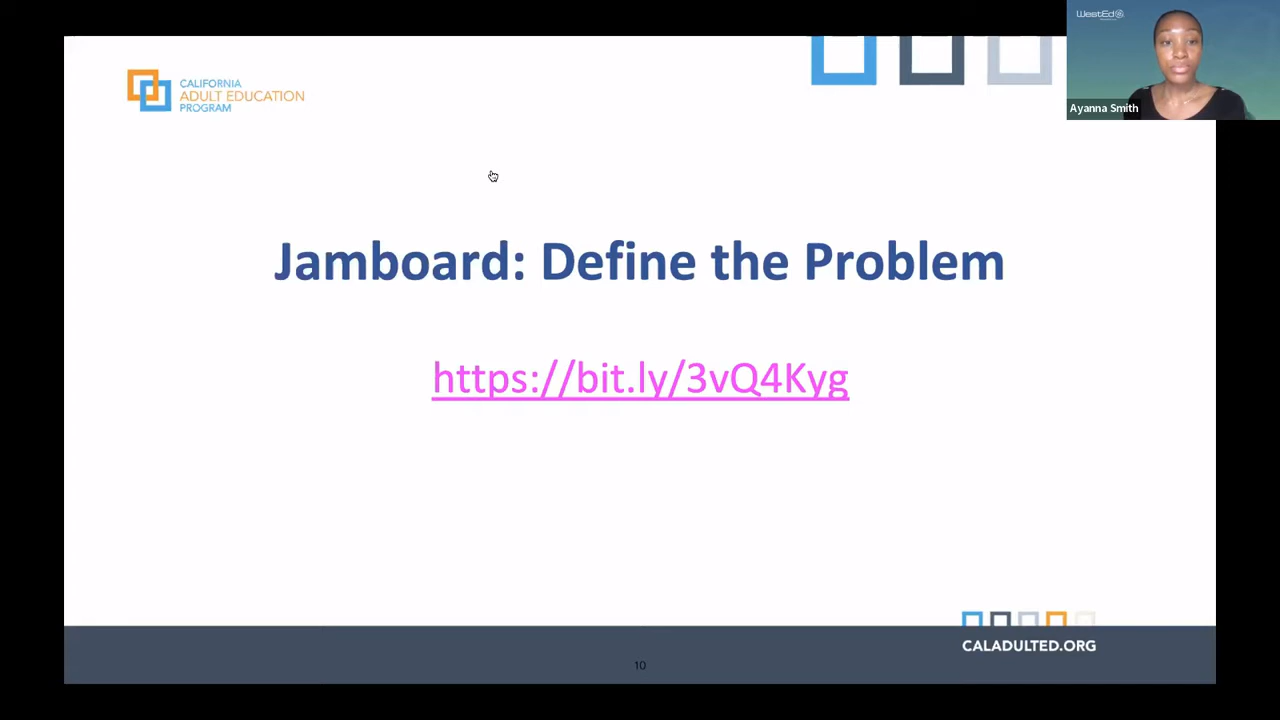 CALIFORNIA
ADULT EDUCATION
PROGRAM
WestEd
Ayanna Smith
Jamboard: Define the Problem
https://bit.ly/3vQ4Kyg
CALADULTED.ORG
10